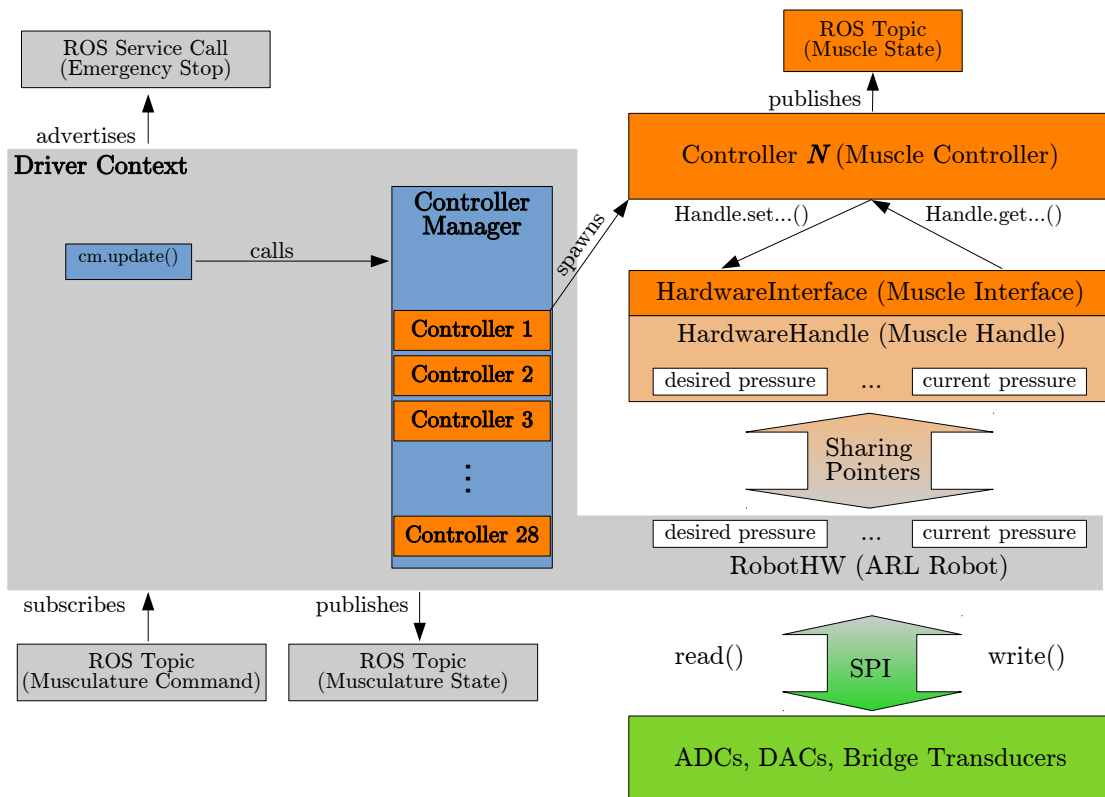 ROS Service Call
(Emergency Stop)
advertises
Driver Context
cm.update()
calls
Controller
Manager
Controller 1
Controller 2
Controller 3
⋮
Controller 28
spawns
subscribes
ROS Topic
(Musculature Command)
publishes
ROS Topic
(Musculature State)
ROS Topic
(Muscle State)
publishes
Controller N (Muscle Controller)
Handle.set...()
Handle.get...()
HardwareInterface (Muscle Interface)
HardwareHandle (Muscle Handle)
desired pressure ... current pressure
Sharing
Pointers
desired pressure ... current pressure
RobotHW (ARL Robot)
read()
SPI
write()
ADCs, DACs, Bridge Transducers